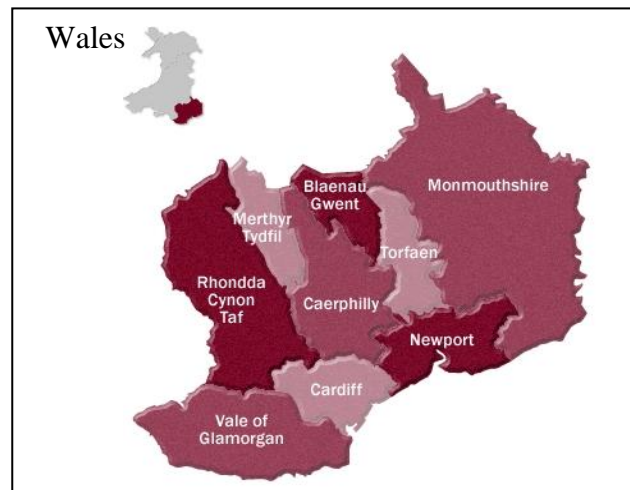 Wales
Blaenau
Gwent
Monmouthshire
Merthyr
Tydfil
Torfaen
Rhondda
Cynon
Taf
Caerphilly
Newport
Cardiff
Vale of
Glamorgan